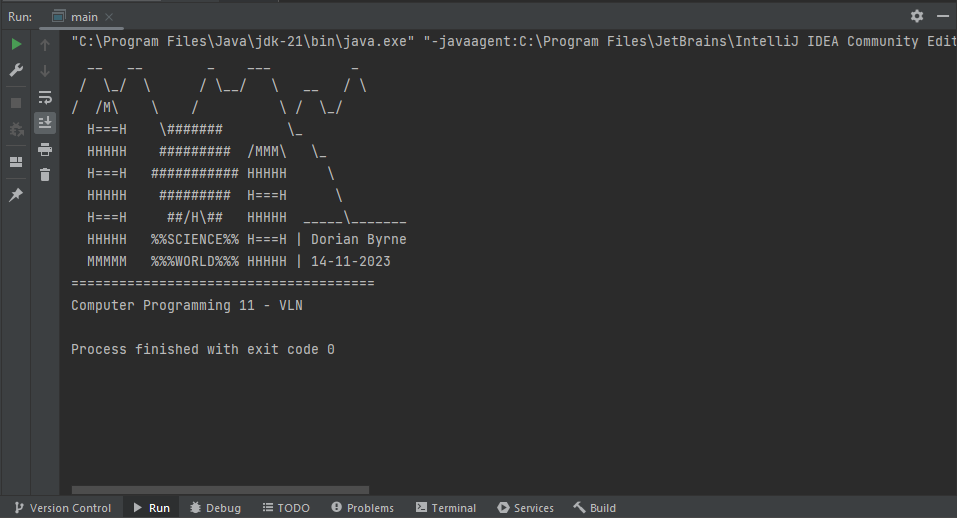 Run: main
"C:\Program Files\Java\jdk-21\bin\java.exe" "-javaagent:C:\Program Files\JetBrains\IntelliJ IDEA Community Edit
  __   __        _    ___          _
 /  \_/  \      / \__/   \   __   / \
/  /M\    \    /          \ /  \_/
  H===H    \#######        \_
  HHHHH    #########  /MMM\   \_
  H===H   ########### HHHHH     \
  HHHHH    #########  H===H      \
  H===H     ##/H\##   HHHHH  _____\_______
  HHHHH   %%SCIENCE%% H===H | Dorian Byrne
  MMMMM   %%%WORLD%%% HHHHH | 14-11-2023
======================================
Computer Programming 11 - VLN
Process finished with exit code 0
Version Control Run Debug TODO Problems Terminal Services Build